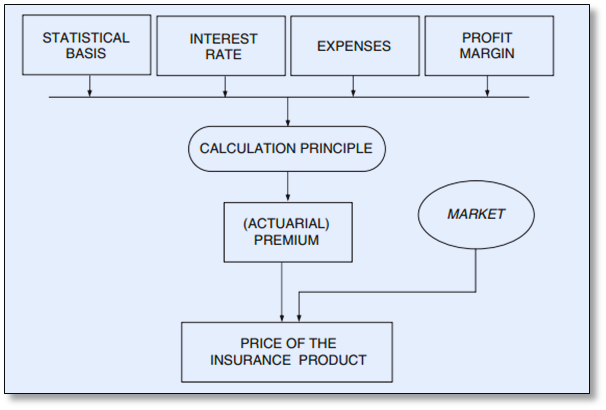 STATISTICAL
BASIS
INTEREST
RATE
EXPENSES
PROFIT
MARGIN
CALCULATION PRINCIPLE
(ACTUARIAL)
PREMIUM
MARKET
PRICE OF THE
INSURANCE PRODUCT